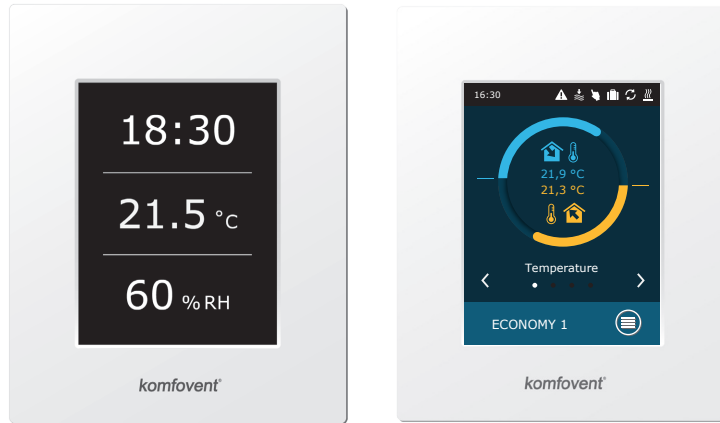 18:30
21.5 °C
60 % RH
komfovent®
16:30
21,9 °C
21,3 °C
Temperature
ECONOMY 1
komfovent®